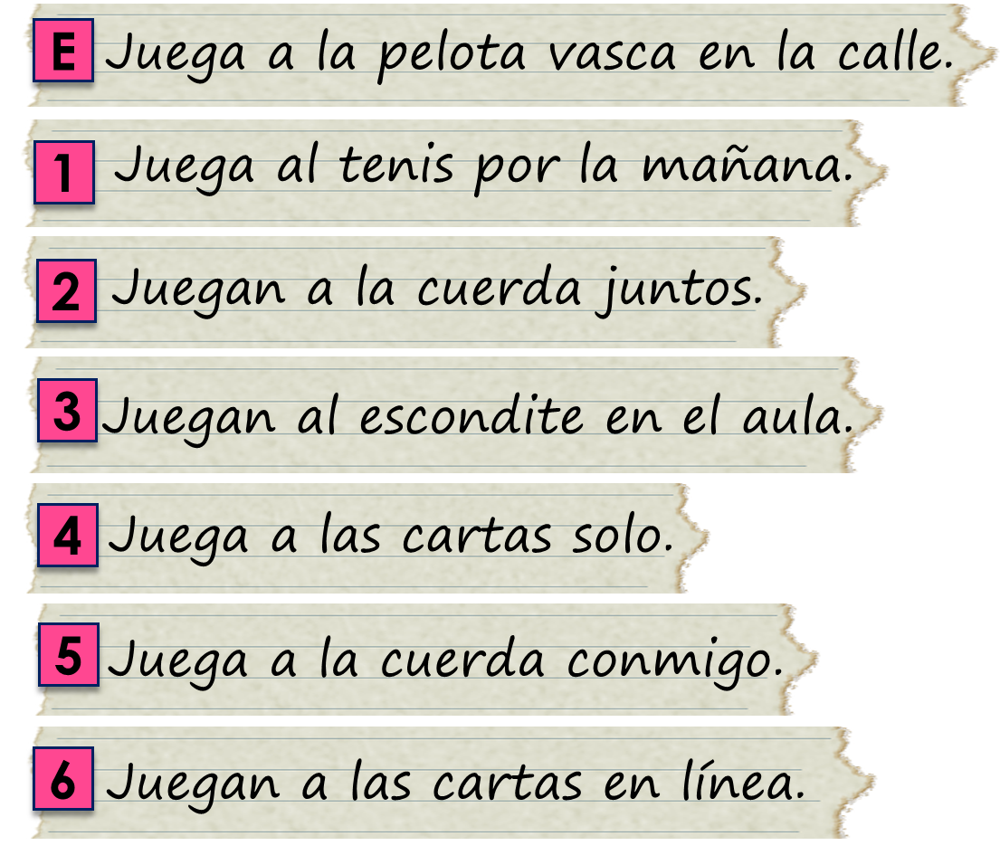 E Juega a la pelota vasca en la calle.
1 Juega al tenis por la mañana.
2 Juegan a la cuerda juntos.
3 Juegan al escondite en el aula.
4 Juega a las cartas solo.
5 Juega a la cuerda conmigo.
6 Juegan a las cartas en línea.